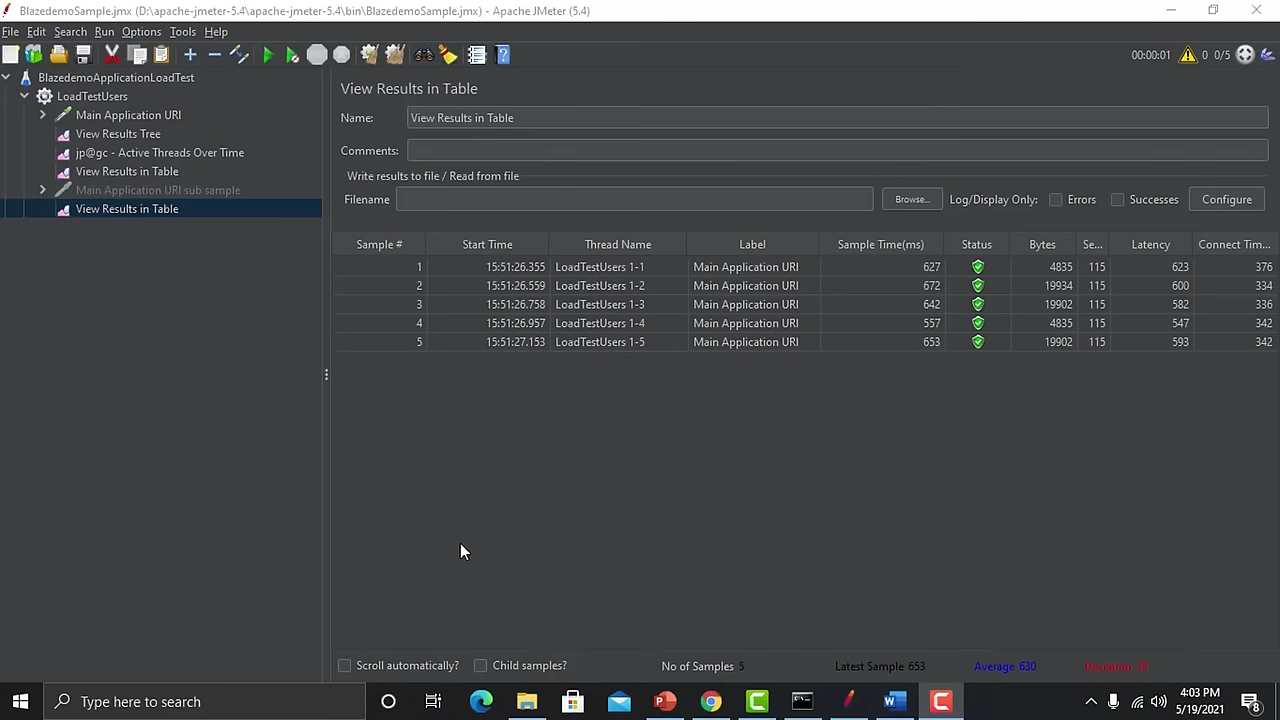 BlazedemoSample.jmx (D:\apache-jmeter-5.4\apache-jmeter-5.4\bin\BlazedemoSample.jmx) - Apache JMeter (5.4)
File Edit Search Run Options Tools Help
00:00:01 0 0/5
BlazedemoApplicationLoadTest
LoadTestUsers
Main Application URI
View Results Tree
jp@gc - Active Threads Over Time
View Results in Table
Main Application URI sub sample
View Results in Table
View Results in Table
Name: View Results in Table
Comments:
Write results to file / Read from file
Filename Browse... Log/Display Only: Errors Successes Configure
Sample # Start Time Thread Name Label Sample Time(ms) Status Bytes Se... Latency Connect Tim...
1 15:51:26.355 LoadTestUsers 1-1 Main Application URI 627 4835 115 623 376
2 15:51:26.559 LoadTestUsers 1-2 Main Application URI 672 19934 115 600 334
3 15:51:26.758 LoadTestUsers 1-3 Main Application URI 642 19902 115 582 336
4 15:51:26.957 LoadTestUsers 1-4 Main Application URI 557 4835 115 547 342
5 15:51:27.153 LoadTestUsers 1-5 Main Application URI 653 19902 115 593 342
Scroll automatically? Child samples? No of Samples 5 Latest Sample 653 Average 630 Deviation
Type here to search
4:03 PM
5/19/2021
8